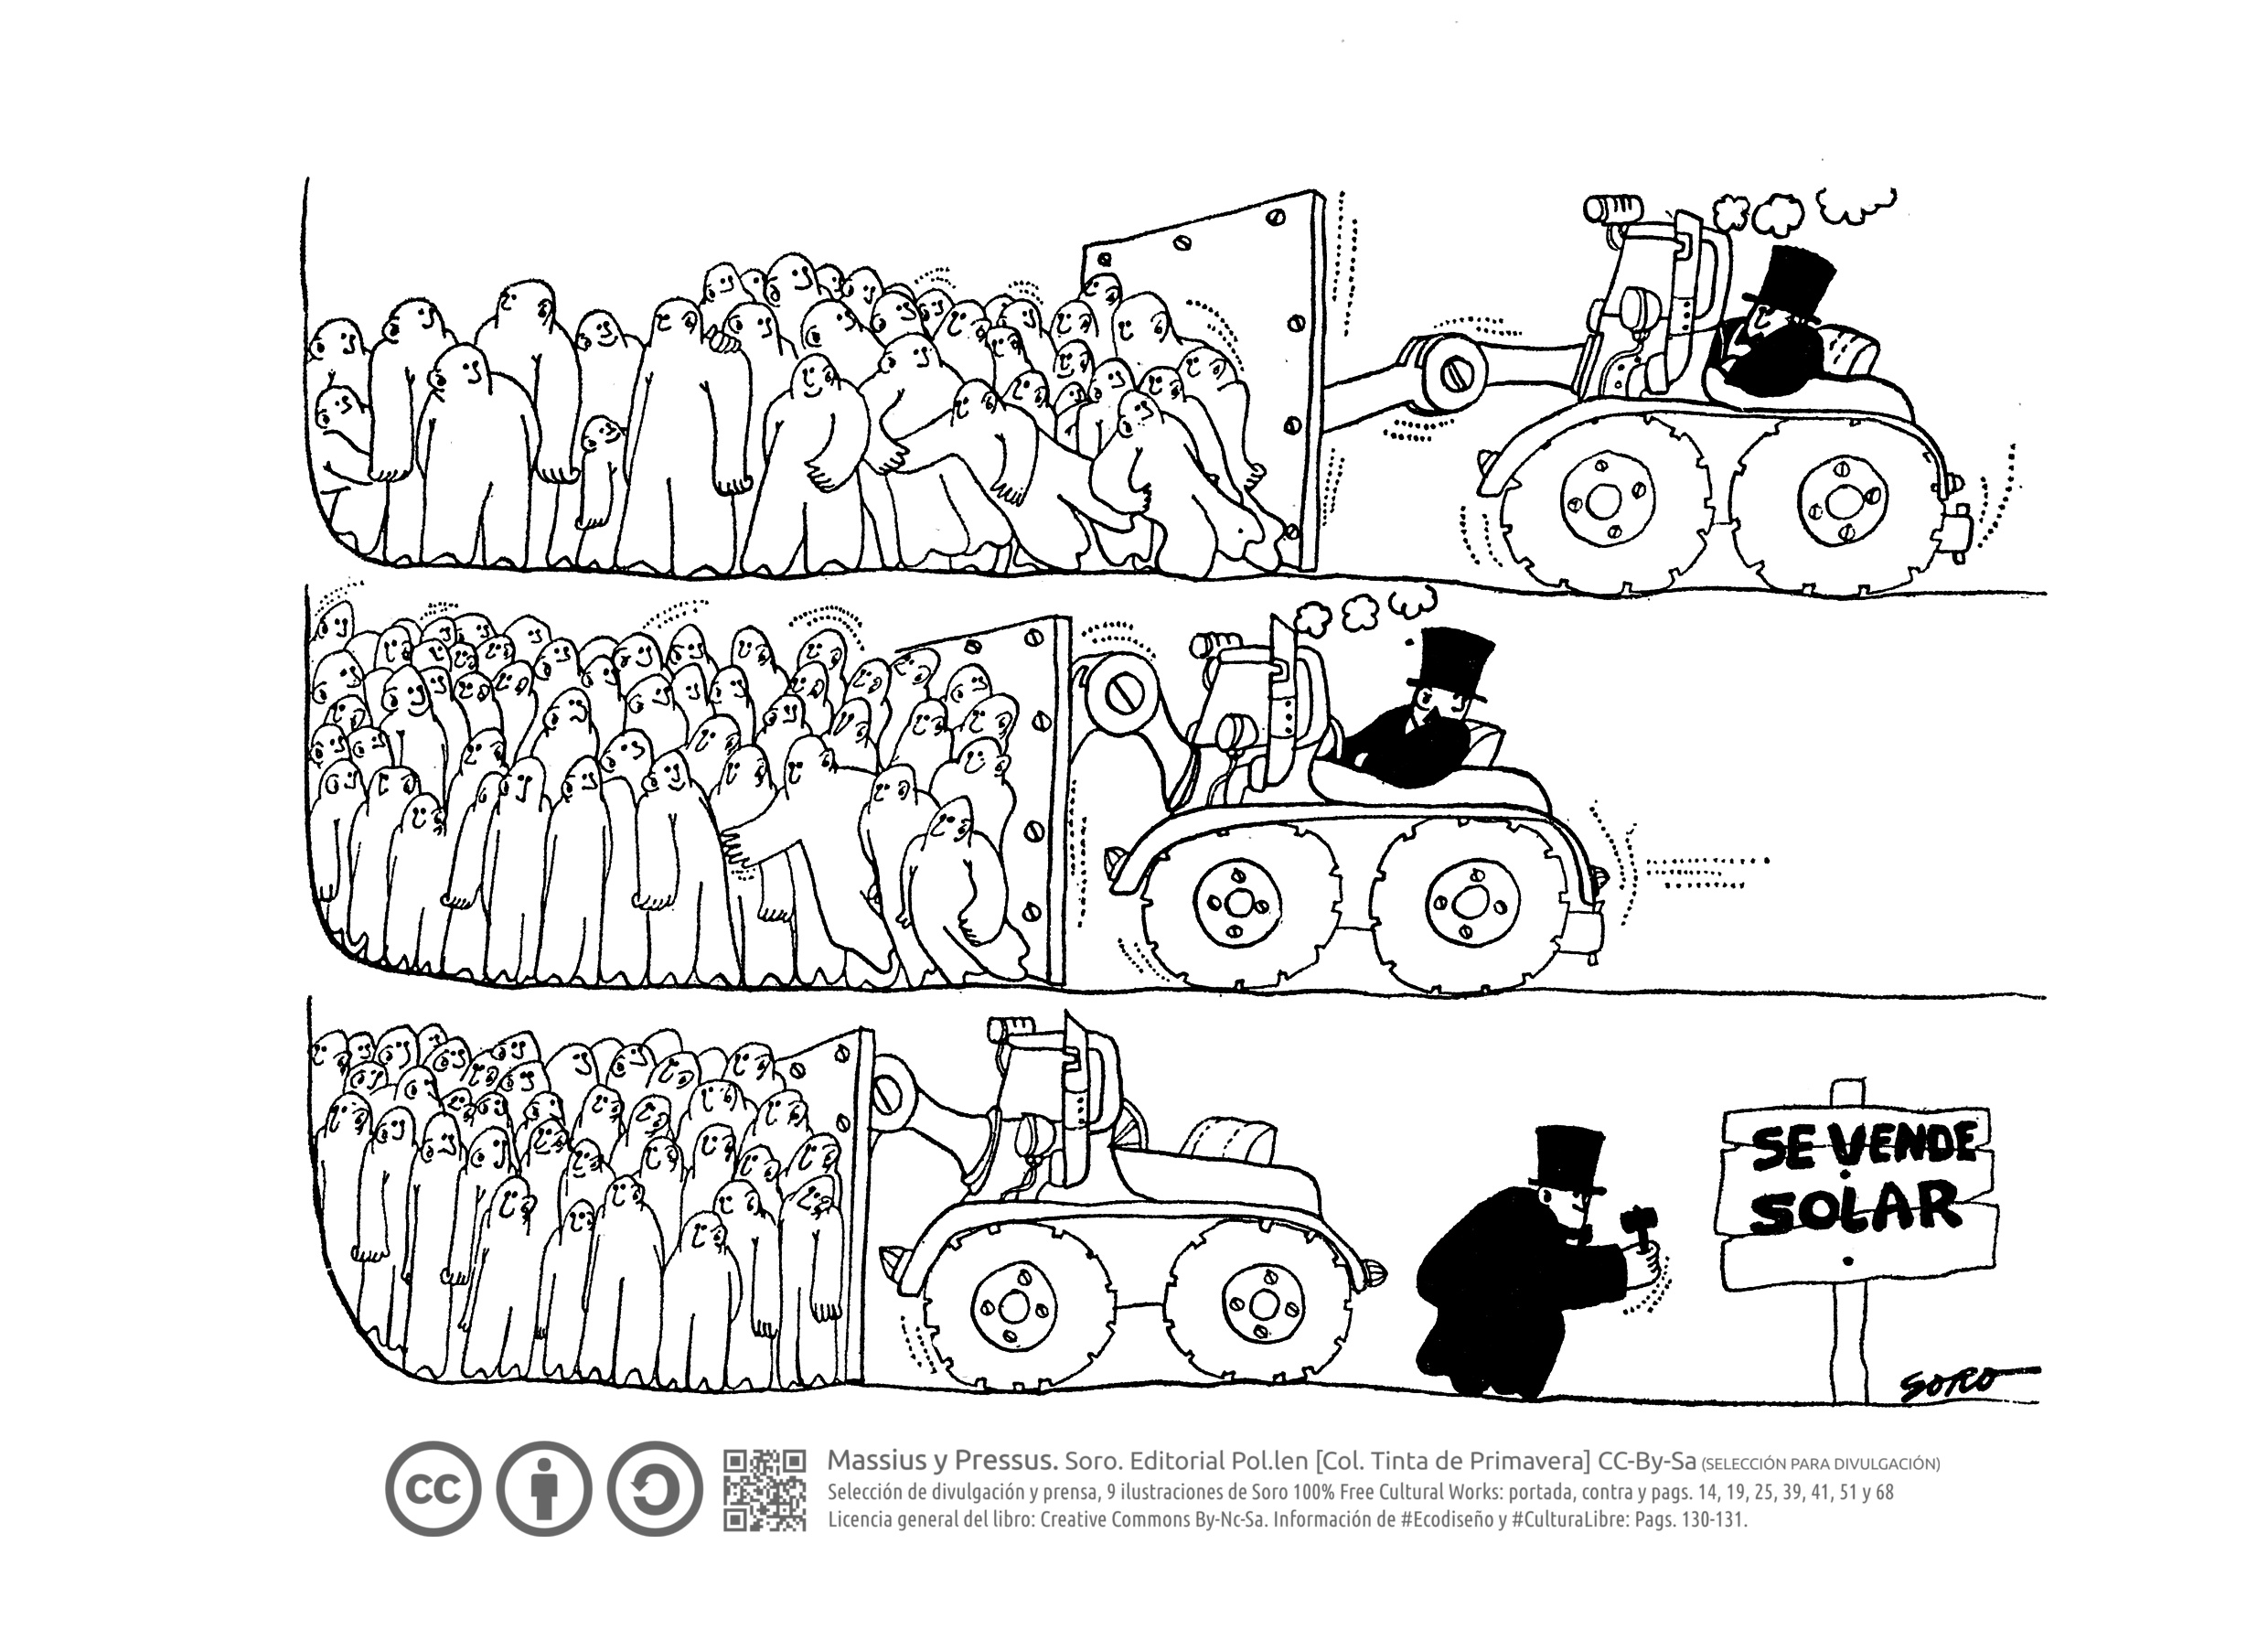 SE VENDE
SOLAR
SORO
cc
Massius y Pressus. Soro. Editorial Pol.len [Col. Tinta de Primavera] CC-By-Sa (SELECCIÓN PARA DIVULGACIÓN)
Selección de divulgación y prensa, 9 ilustraciones de Soro 100% Free Cultural Works: portada, contra y pags. 14, 19, 25, 39, 41, 51 y 68
Licencia general del libro: Creative Commons By-Nc-Sa. Información de #Ecodiseño y #CulturaLibre: Pags. 130-131.